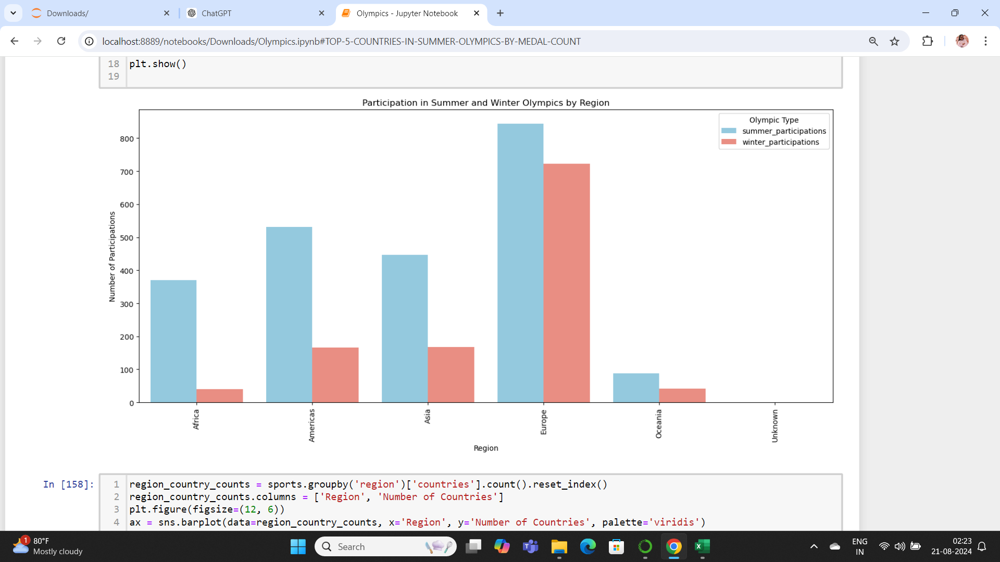 Downloads/
ChatGPT
Olympics - Jupyter Notebook
localhost:8889/notebooks/Downloads/Olympics.ipynb#TOP-5-COUNTRIES-IN-SUMMER-OLYMPICS-BY-MEDAL-COUNT
18 plt.show()
19
Participation in Summer and Winter Olympics by Region
Olympic Type
summer_participations
winter_participations
800
700
600
500
400
300
200
100
0
Number of Participations
Africa
Americas
Asia
Europe
Oceania
Unknown
Region
In [158]:
1 region_country_counts = sports.groupby('region')['countries'].count().reset_index()
2 region_country_counts.columns = ['Region', 'Number of Countries']
3 plt.figure(figsize=(12, 6))
4 ax = sns.barplot(data=region_country_counts, x='Region', y='Number of Countries', palette='viridis')
1
80°F
Mostly cloudy
Search
ENG
IN
02:23
21-08-2024